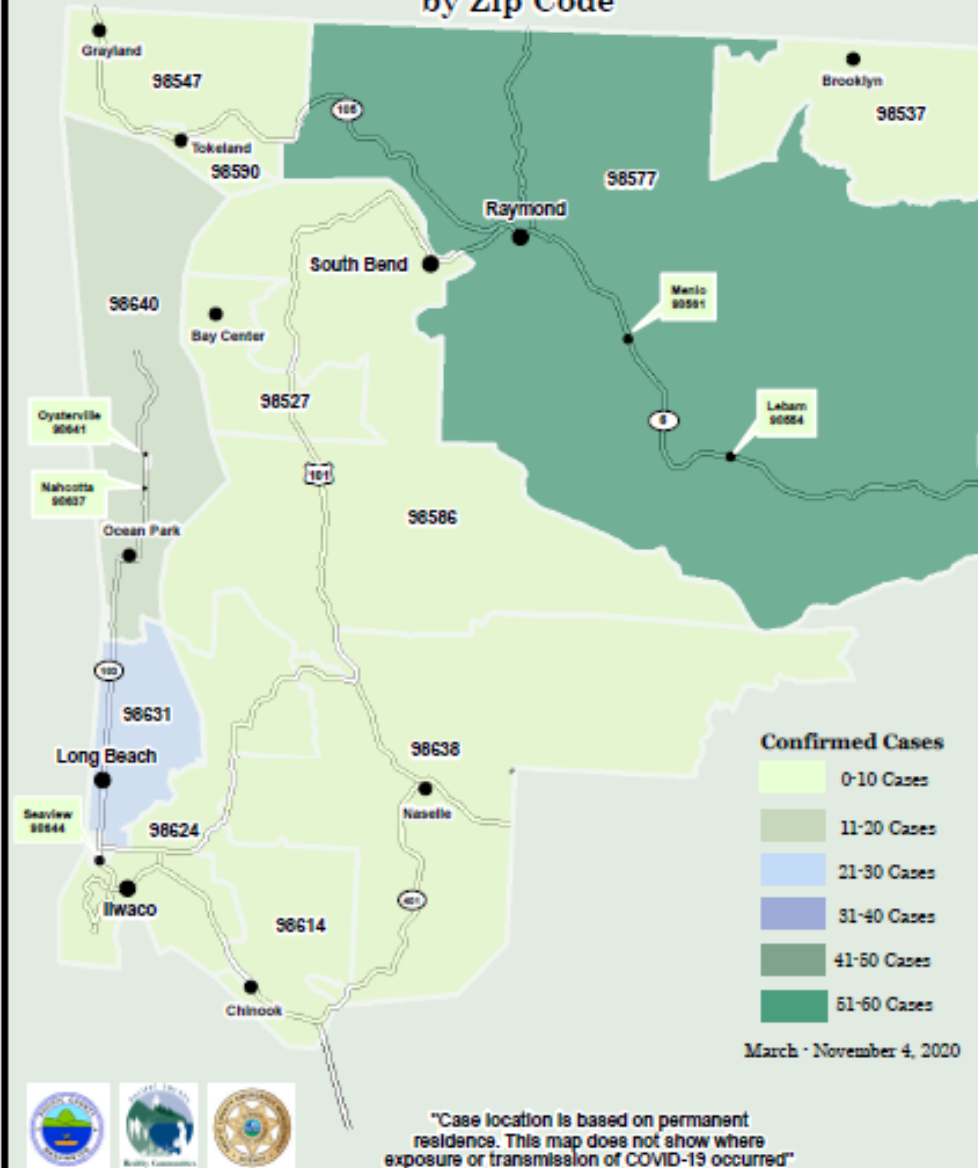 by Zip Code
Grayland
98547
Brooklyn
98537
105
Tokeland
98590
98577
Raymond
South Bend
98640
Menlo
98561
Bay Center
98527
Lebam
98554
6
Oysterville
98641
101
Nahcotta
98637
98586
Ocean Park
103
98631
Long Beach
98638
Confirmed Cases
0-10 Cases
11-20 Cases
21-30 Cases
31-40 Cases
41-50 Cases
51-60 Cases
March - November 4, 2020
Naselle
Seaview
98644
98624
401
Ilwaco
98614
Chinook
"Case location is based on permanent
residence. This map does not show where
exposure or transmission of COVID-19 occurred"
Healthy Communities